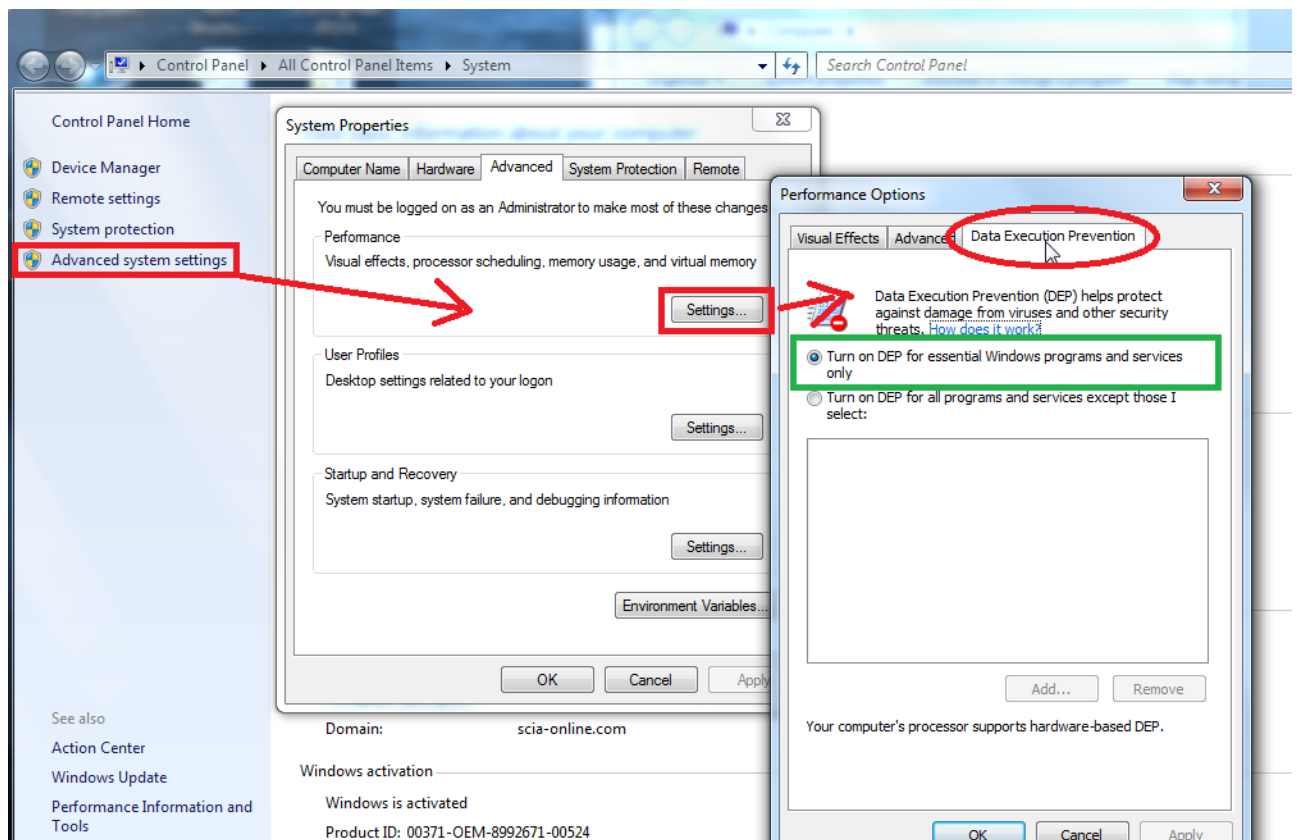 Control Panel
All Control Panel Items
System
Search Control Panel
Control Panel Home
Device Manager
Remote settings
System protection
Advanced system settings
See also
Action Center
Windows Update
Performance Information and
Tools
System Properties
Computer Name
Hardware
Advanced
System Protection
Remote
You must be logged on as an Administrator to make most of these changes
Performance
Visual effects, processor scheduling, memory usage, and virtual memory
Settings...
User Profiles
Desktop settings related to your logon
Settings...
Startup and Recovery
System startup, system failure, and debugging information
Settings...
Environment Variables...
OK
Cancel
Apply
Domain:
scia-online.com
Windows activation
Windows is activated
Product ID: 00371-OEM-8992671-00524
Performance Options
Visual Effects
Advanced
Data Execution Prevention
Data Execution Prevention (DEP) helps protect
against damage from viruses and other security
threats. How does it work?
Turn on DEP for essential Windows programs and services
only
Turn on DEP for all programs and services except those I
select:
Add...
Remove
Your computer's processor supports hardware-based DEP.
OK
Cancel
Apply